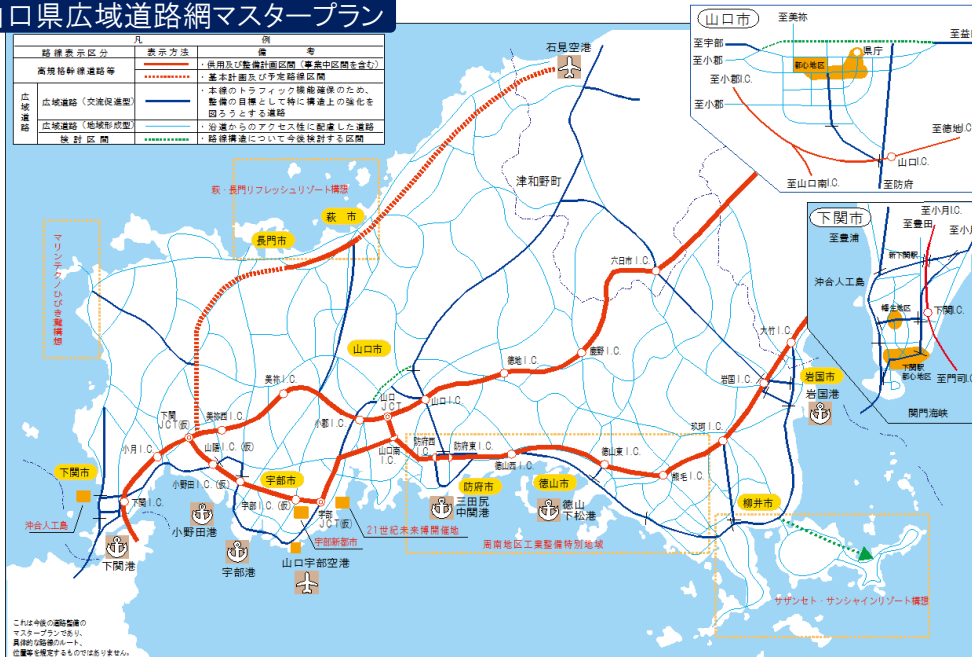 山口県広域道路網マスタープラン
凡 例
路線表示区分 表示方法 備 考
高規格幹線道路等 ・供用及び整備計画区間（事業中区間を含む）
・基本計画及び予定路線区間
広域道路
広域道路（交流促進型） ・本線のトラフィック機能確保のため、
整備の目標として特に構造上の強化を
図ろうとする道路
広域道路（地域形成型） ・沿道からのアクセス性に配慮した道路
検討区間 ・路線構造について今後検討する区間
石見空港
津和野町
萩・長門リフレッシュリゾート構想
萩 市
長門市
マリンテクノひびき灘構想
六日市I.C.
山口市
大竹I.C.
鹿野I.C.
徳地I.C.
岩国I.C.
岩国市
岩国港
美祢I.C.
山口
JCT
山口I.C.
下関
JCT(仮)
美祢西I.C.
小郡I.C.
玖珂I.C.
小月I.C.
山陽I.C.(仮)
山口南
I.C.
防府西
I.C.
防府東I.C.
徳山西I.C.
徳山東I.C.
熊毛I.C.
下関市
小野田I.C.(仮)
宇部市
防府市
徳山市
柳井市
下関I.C.
宇部I.C.(仮)
宇部
JCT(仮)
三田尻
中関港
徳山
下松港
沖合人工島
小野田港
21世紀未来博開催地
宇部新都市
周南地区工業整備特別地域
下関港
宇部港
山口宇部空港
サザンセト・サンシャインリゾート構想
これは今後の道路整備の
マスタープランであり、
具体的な路線のルート、
位置等を規定するものではありません。
山口市
至美祢
至益
至宇部
県庁
至小郡
都心地区
至小郡I.C.
至小郡
至徳地I.C.
山口I.C.
至山口南I.C.
至防府
下関市
至小月I.C.
至豊田
至小月
至豊浦
新下関駅
沖合人工島
幡生地区
下関I.C.
下関駅
都心地区
至門司I.C.
関門海峡